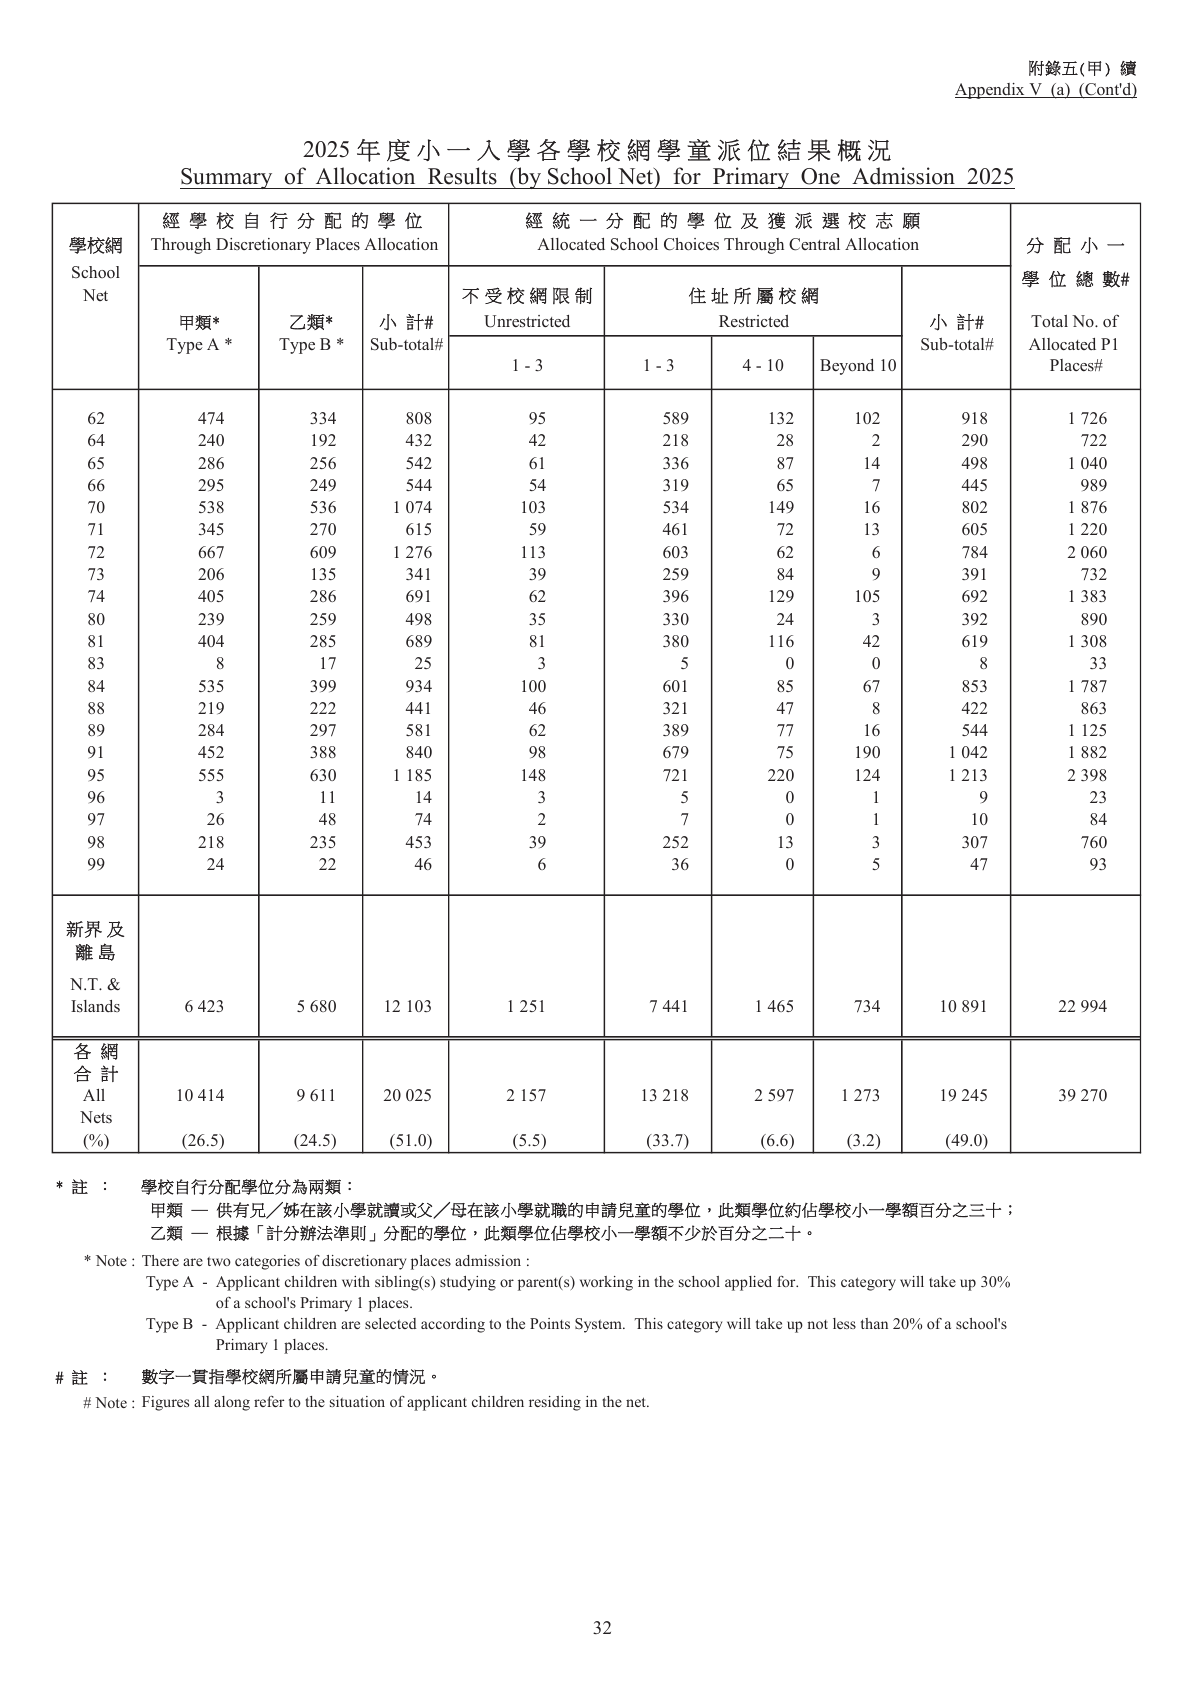 附錄五(甲) 續
Appendix V (a) (Cont'd)
2025 年 度 小 一 入 學 各 學 校 網 學 童 派 位 結 果 概 況
Summary of Allocation Results (by School Net) for Primary One Admission 2025
經 學 校 自 行 分 配 的 學 位 經 統 一 分 配 的 學 位 及 獲 派 選 校 志 願
學校網 Through Discretionary Places Allocation Allocated School Choices Through Central Allocation 分 配 小 一
School 學 位 總 數#
Net 不 受 校 網 限 制 住 址 所 屬 校 網
甲類* 乙類* 小 計# Unrestricted Restricted 小 計# Total No. of
Type A * Type B * Sub-total# Sub-total# Allocated P1
1 - 3 1 - 3 4 - 10 Beyond 10 Places#
62 474 334 808 95 589 132 102 918 1 726
64 240 192 432 42 218 28 2 290 722
65 286 256 542 61 336 87 14 498 1 040
66 295 249 544 54 319 65 7 445 989
70 538 536 1 074 103 534 149 16 802 1 876
71 345 270 615 59 461 72 13 605 1 220
72 667 609 1 276 113 603 62 6 784 2 060
73 206 135 341 39 259 84 9 391 732
74 405 286 691 62 396 129 105 692 1 383
80 239 259 498 35 330 24 3 392 890
81 404 285 689 81 380 116 42 619 1 308
83 8 17 25 3 5 0 0 8 33
84 535 399 934 100 601 85 67 853 1 787
88 219 222 441 46 321 47 8 422 863
89 284 297 581 62 389 77 16 544 1 125
91 452 388 840 98 679 75 190 1 042 1 882
95 555 630 1 185 148 721 220 124 1 213 2 398
96 3 11 14 3 5 0 1 9 23
97 26 48 74 2 7 0 1 10 84
98 218 235 453 39 252 13 3 307 760
99 24 22 46 6 36 0 5 47 93
新界 及
離 島
N.T. &
Islands 6 423 5 680 12 103 1 251 7 441 1 465 734 10 891 22 994
各 網
合 計
All 10 414 9 611 20 025 2 157 13 218 2 597 1 273 19 245 39 270
Nets
(%) (26.5) (24.5) (51.0) (5.5) (33.7) (6.6) (3.2) (49.0)
* 註 ： 學校自行分配學位分為兩類：
甲類 — 供有兄／姊在該小學就讀或父／母在該小學就職的申請兒童的學位，此類學位約佔學校小一學額百分之三十；
乙類 — 根據「計分辦法準則」分配的學位，此類學位佔學校小一學額不少於百分之二十。
* Note : There are two categories of discretionary places admission :
Type A - Applicant children with sibling(s) studying or parent(s) working in the school applied for. This category will take up 30%
of a school's Primary 1 places.
Type B - Applicant children are selected according to the Points System. This category will take up not less than 20% of a school's
Primary 1 places.
# 註 ： 數字一貫指學校網所屬申請兒童的情況。
# Note : Figures all along refer to the situation of applicant children residing in the net.
32